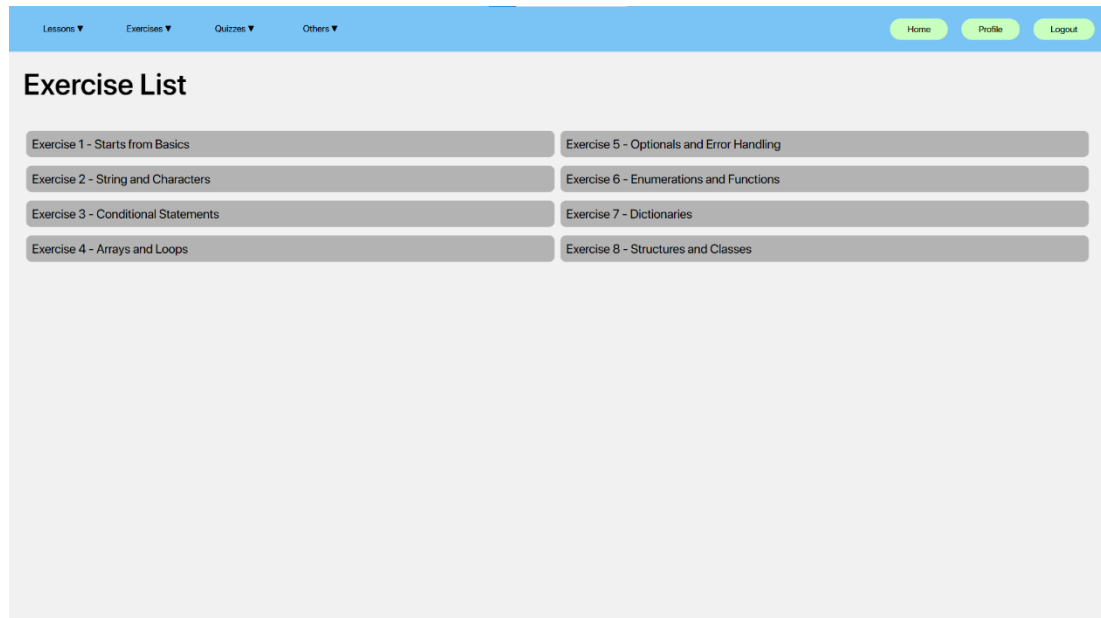 Lessons ▼ Exercises ▼ Quizzes ▼ Others ▼ Home Profile Logout
Exercise List
Exercise 1 - Starts from Basics
Exercise 2 - String and Characters
Exercise 3 - Conditional Statements
Exercise 4 - Arrays and Loops
Exercise 5 - Optionals and Error Handling
Exercise 6 - Enumerations and Functions
Exercise 7 - Dictionaries
Exercise 8 - Structures and Classes